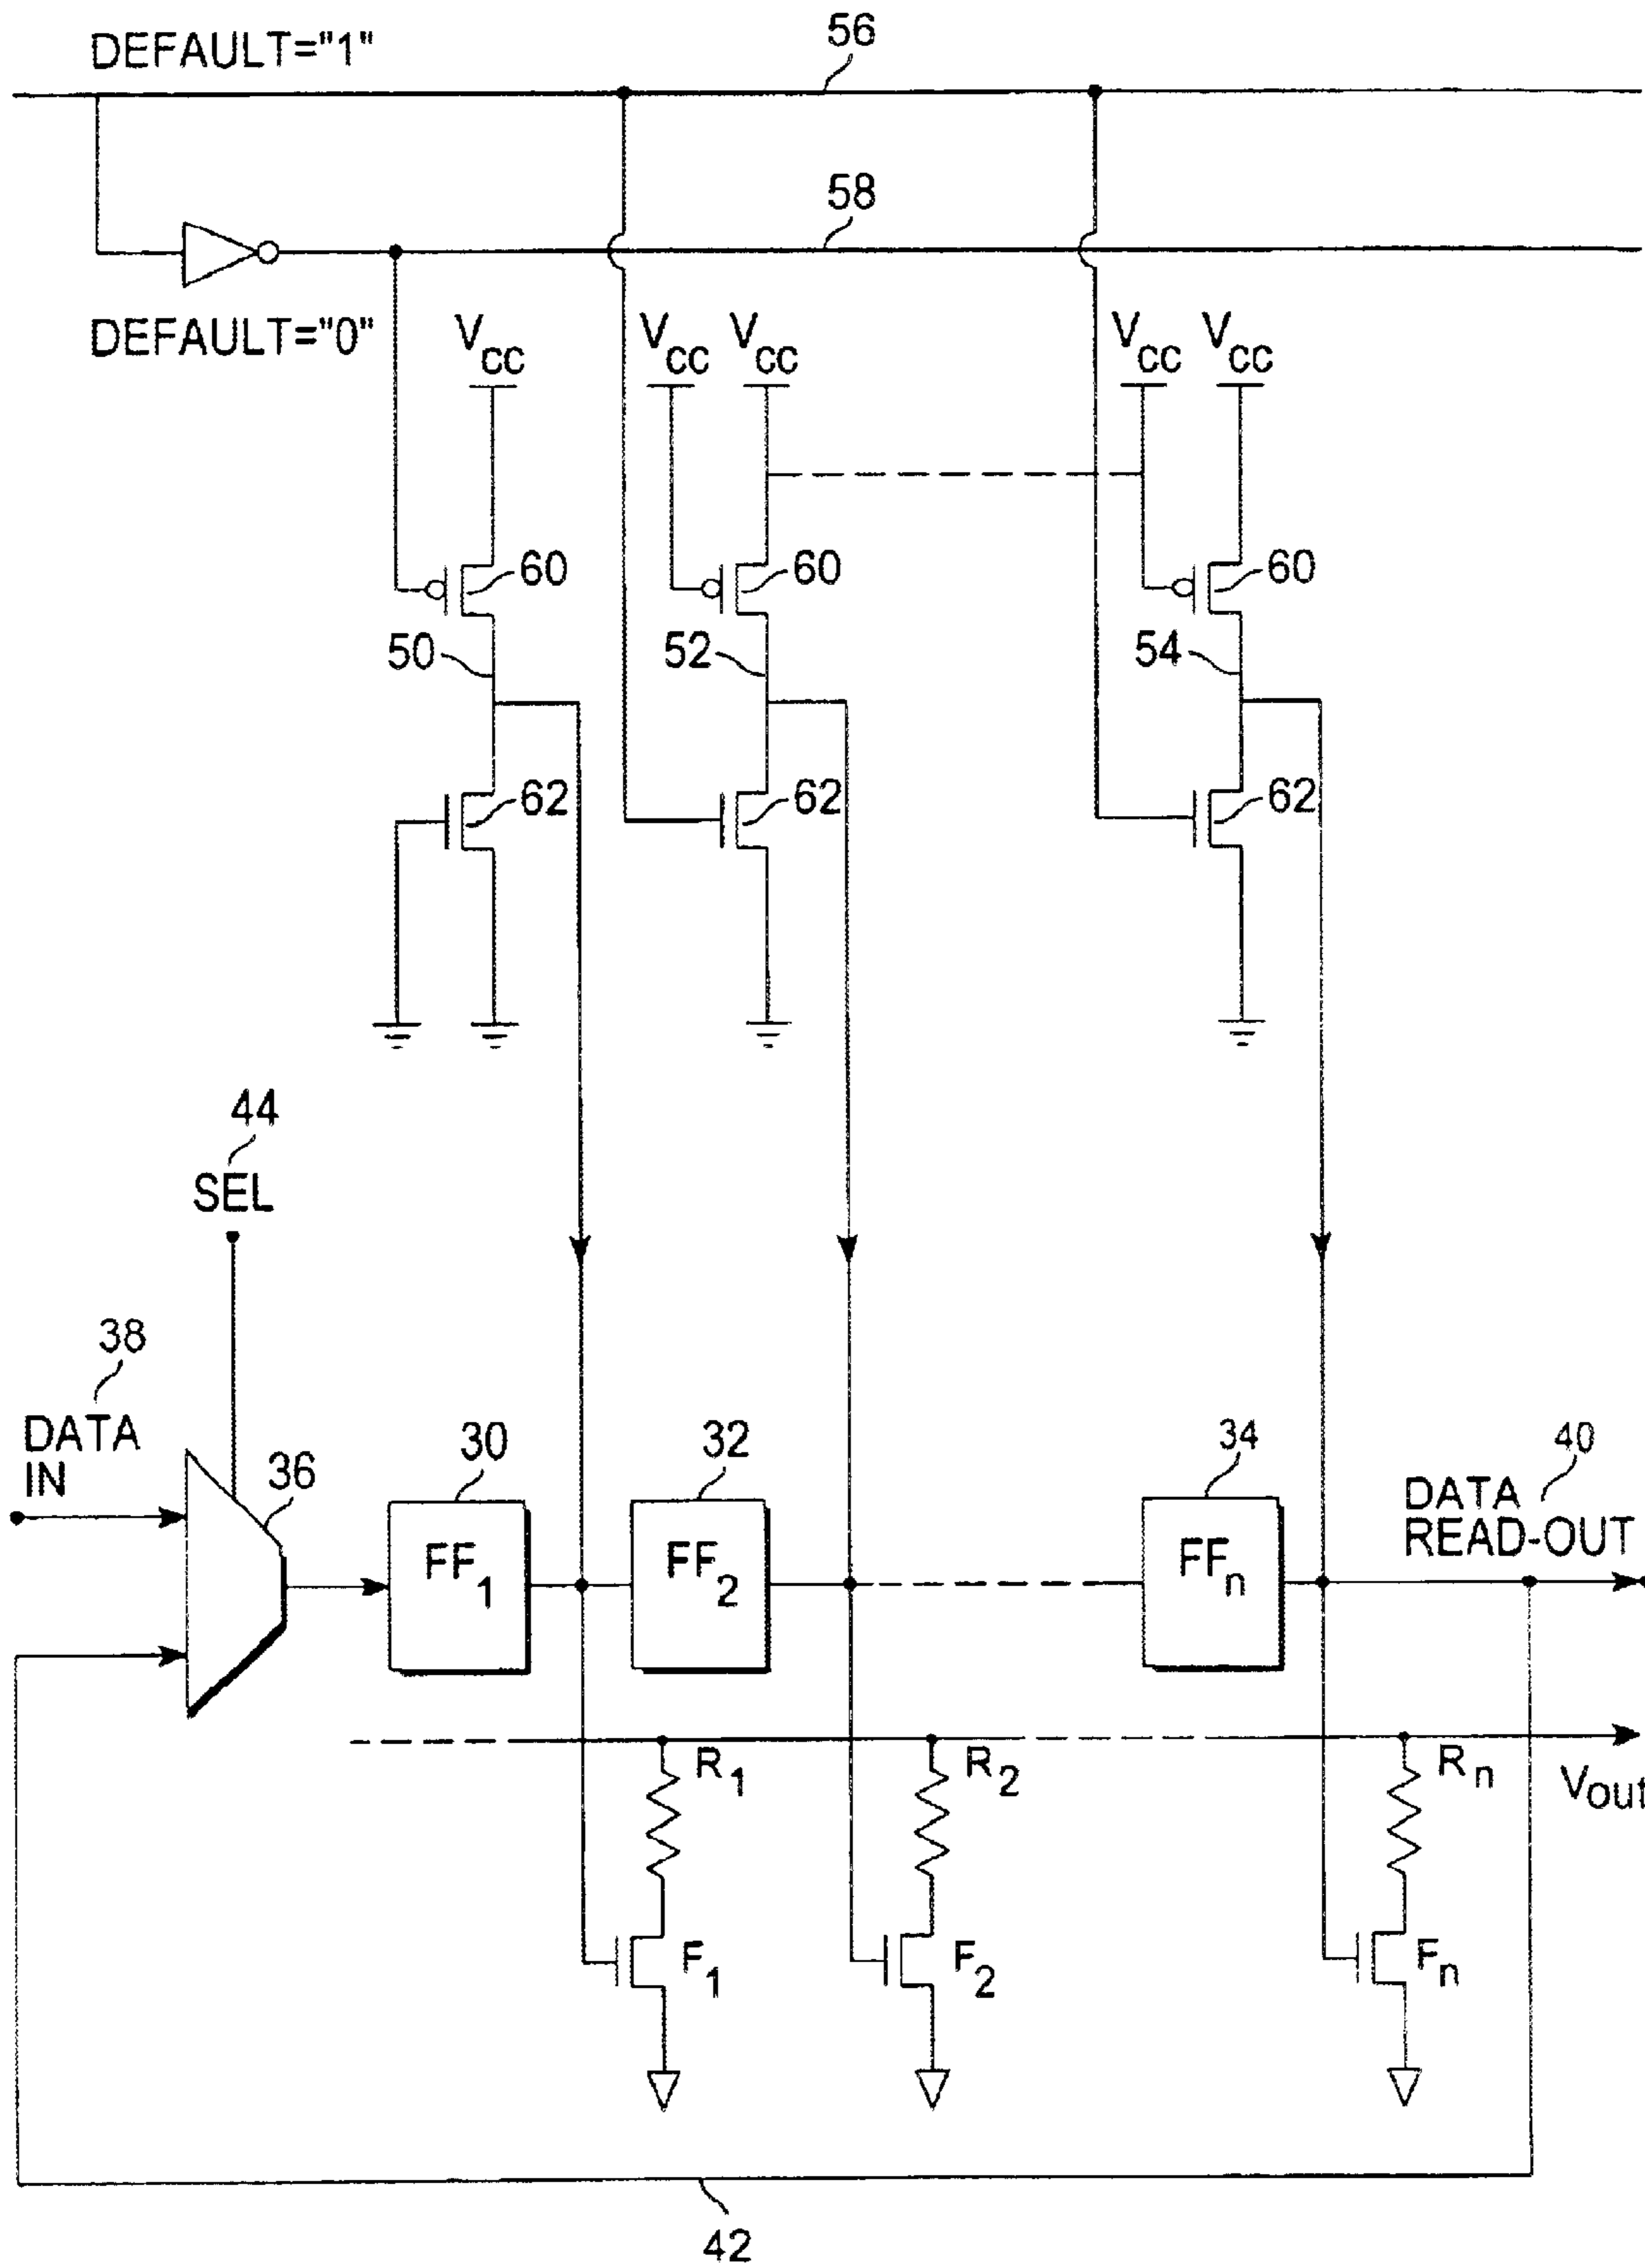 DEFAULT="1"
56
58
DEFAULT="0"
Vcc
Vcc
Vcc
Vcc
Vcc
60
60
60
50
52
54
62
62
62
44
SEL
38
DATA
IN
36
30
32
34
40
FF1
FF2
FFn
DATA
READ-OUT
R1
R2
Rn
Vout
F1
F2
Fn
42